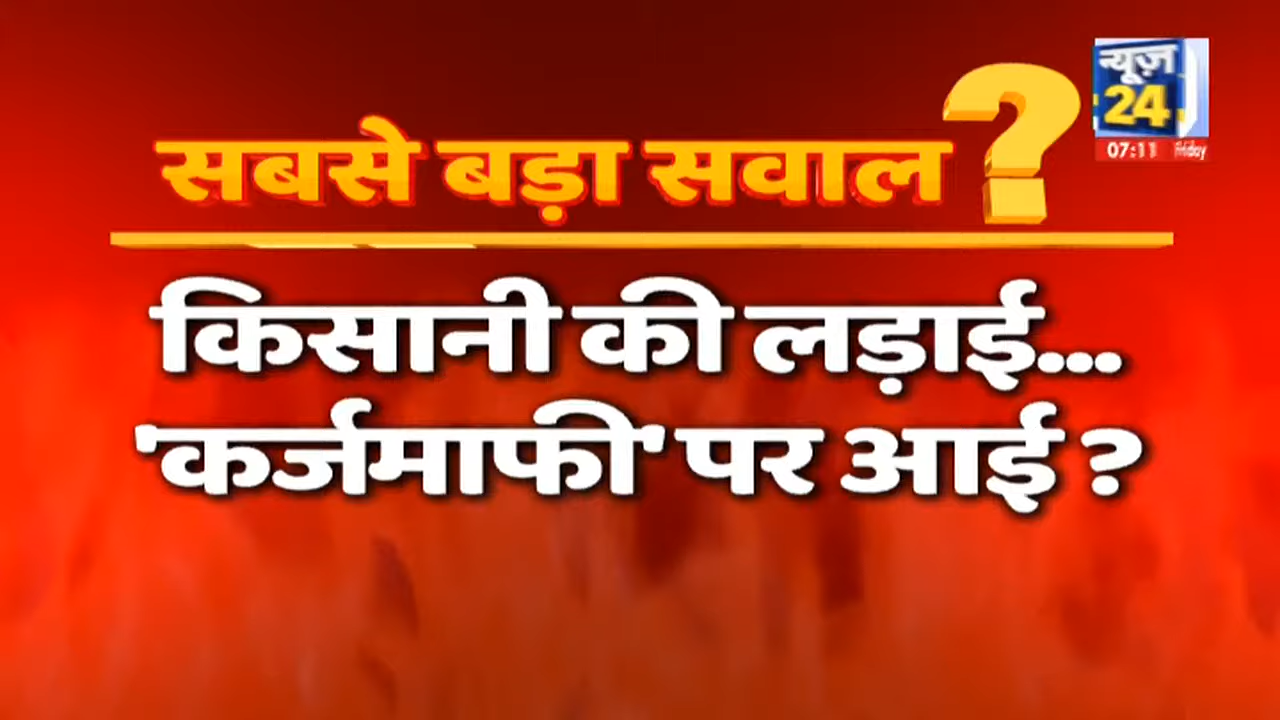 न्यूज़
24
07:11
सबसे बड़ा सवाल ?
किसानी की लड़ाई...
'कर्जमाफी' पर आई ?